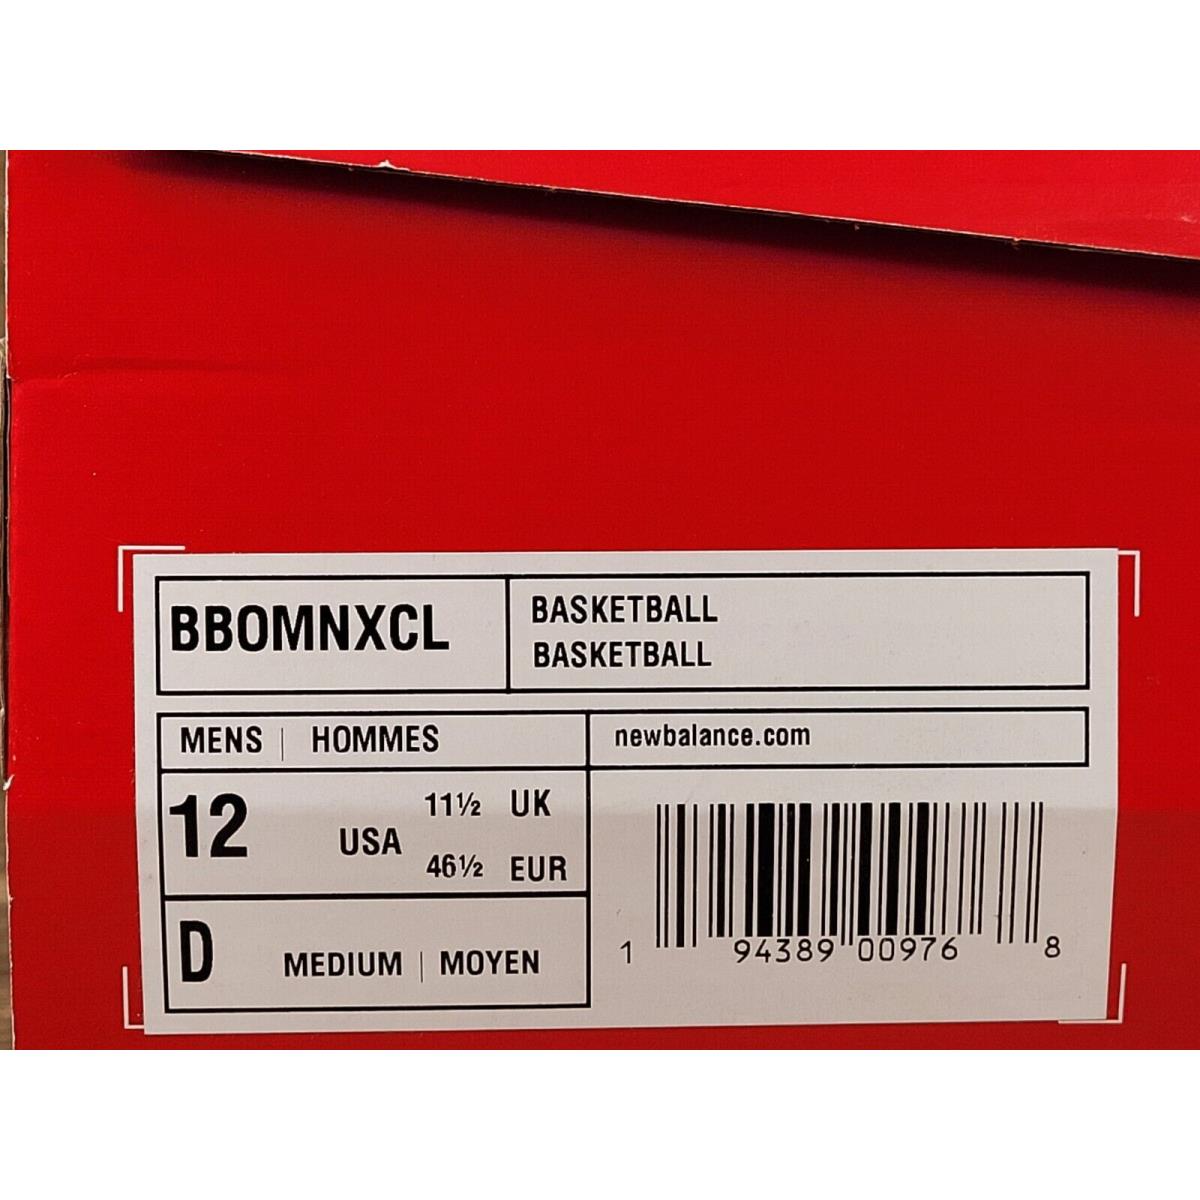 BBOMNXCL
BASKETBALL
BASKETBALL
MENS | HOMMES
newbalance.com
12 USA 11½ UK
46½ EUR
D MEDIUM | MOYEN
1 94389 00976 8